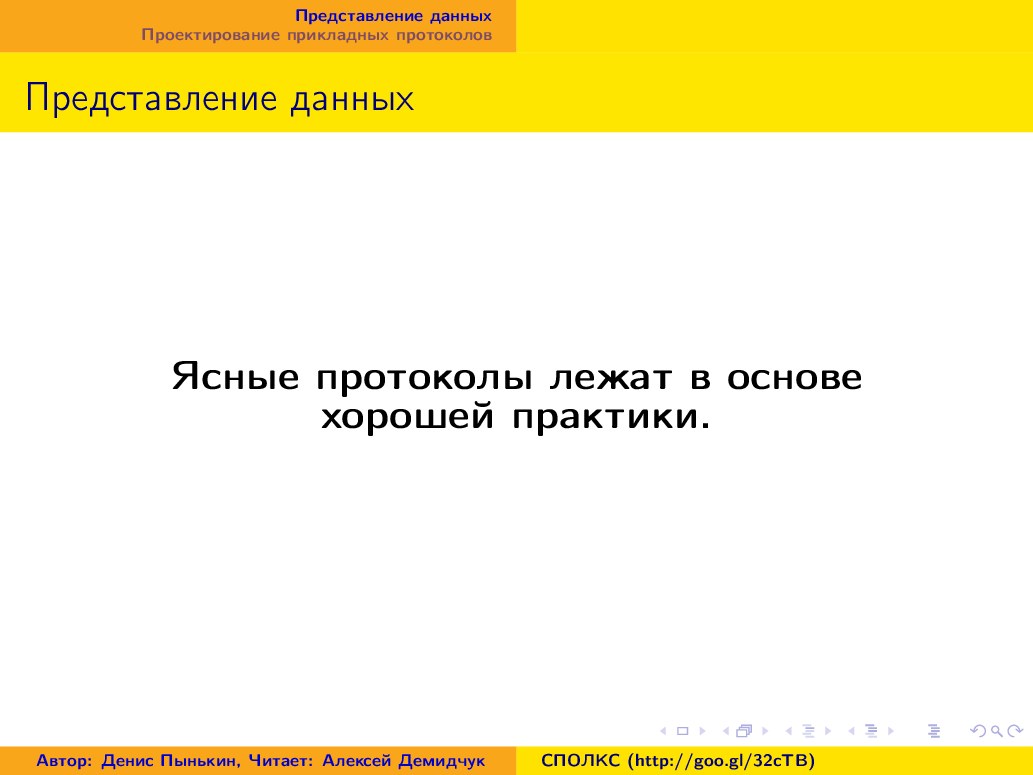 Представление данных
Проектирование прикладных протоколов
Представление данных
Ясные протоколы лежат в основе
хорошей практики.
Автор: Денис Пынькин, Читает: Алексей Демидчук
СПОЛКС (http://goo.gl/32cTB)